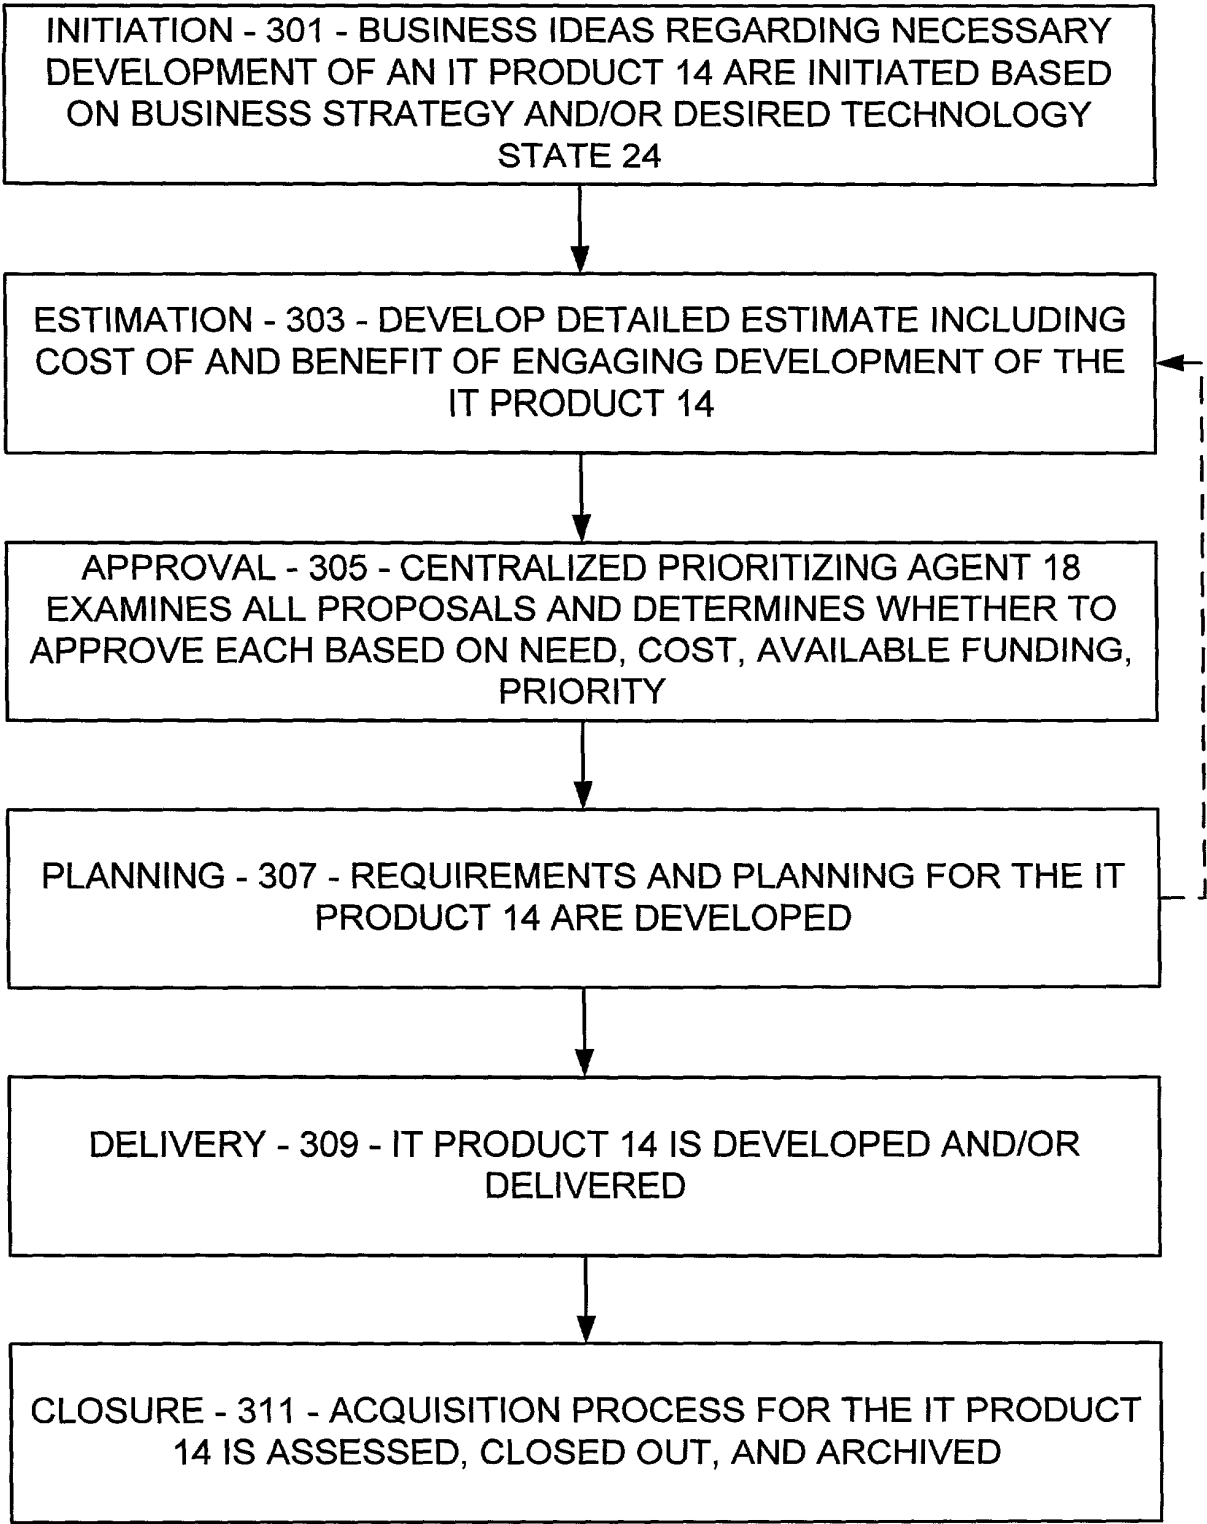 INITIATION - 301 - BUSINESS IDEAS REGARDING NECESSARY
DEVELOPMENT OF AN IT PRODUCT 14 ARE INITIATED BASED
ON BUSINESS STRATEGY AND/OR DESIRED TECHNOLOGY
STATE 24
ESTIMATION - 303 - DEVELOP DETAILED ESTIMATE INCLUDING
COST OF AND BENEFIT OF ENGAGING DEVELOPMENT OF THE
IT PRODUCT 14
APPROVAL - 305 - CENTRALIZED PRIORITIZING AGENT 18
EXAMINES ALL PROPOSALS AND DETERMINES WHETHER TO
APPROVE EACH BASED ON NEED, COST, AVAILABLE FUNDING,
PRIORITY
PLANNING - 307 - REQUIREMENTS AND PLANNING FOR THE IT
PRODUCT 14 ARE DEVELOPED
DELIVERY - 309 - IT PRODUCT 14 IS DEVELOPED AND/OR
DELIVERED
CLOSURE - 311 - ACQUISITION PROCESS FOR THE IT PRODUCT
14 IS ASSESSED, CLOSED OUT, AND ARCHIVED